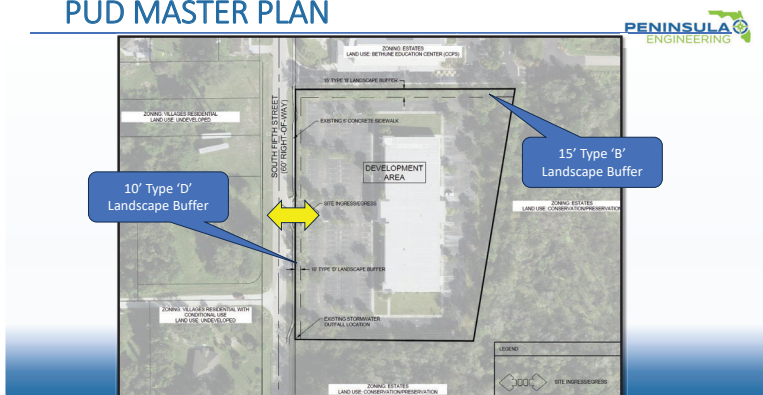 PUD MASTER PLAN
PENINSULA
ENGINEERING
ZONING: ESTATES
LAND USE: BETHUNE EDUCATION CENTER (CCPS)
15' TYPE 'B' LANDSCAPE BUFFER
ZONING: VILLAGES RESIDENTIAL
LAND USE: UNDEVELOPED
SOUTH FIFTH STREET
(60' RIGHT-OF-WAY)
EXISTING 6' CONCRETE SIDEWALK
15' Type 'B'
Landscape Buffer
DEVELOPMENT
AREA
10' Type 'D'
Landscape Buffer
SITE INGRESS/EGRESS
ZONING: ESTATES
LAND USE: CONSERVATION/PRESERVATION
10' TYPE 'D' LANDSCAPE BUFFER
ZONING: VILLAGES RESIDENTIAL WITH
CONDITIONAL USE
LAND USE: UNDEVELOPED
EXISTING STORMWATER
OUTFALL LOCATION
LEGEND
SITE INGRESS/EGRESS
ZONING: ESTATES
LAND USE: CONSERVATION/PRESERVATION